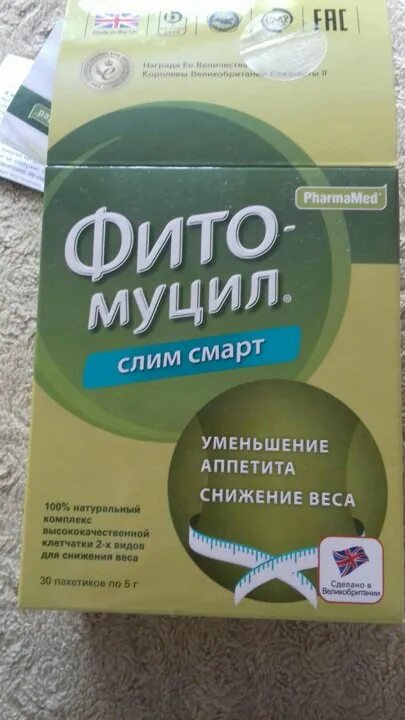 Made in the UK
GMP
EAC
Награда Ее Величества
Королевы Великобритании Елизаветы II
PharmaMed
ФИТО-
МУЦИЛ®
СЛИМ СМАРТ
УМЕНЬШЕНИЕ
АППЕТИТА
СНИЖЕНИЕ ВЕСА
100% натуральный
комплекс
высококачественной
клетчатки 2-х видов
для снижения веса
30 пакетиков по 5 г
Сделано в
Великобритании